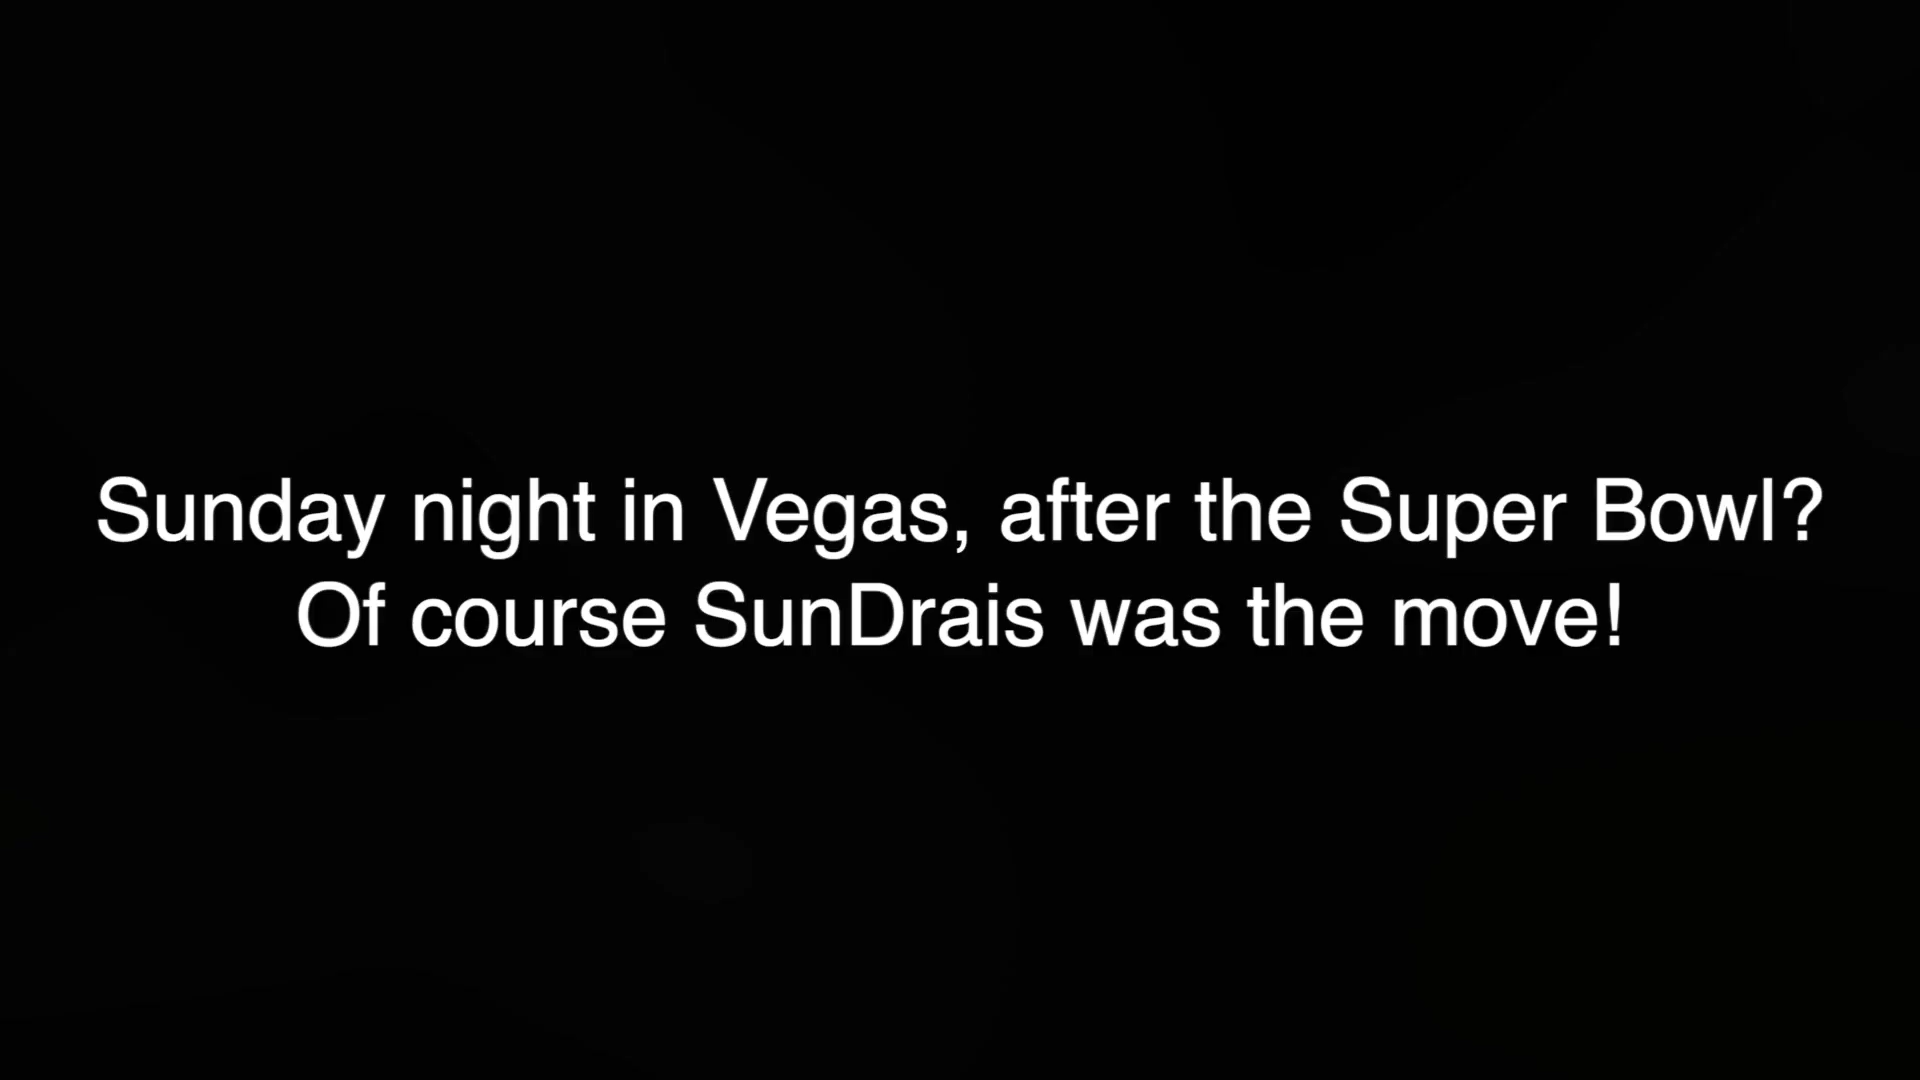 Sunday night in Vegas, after the Super Bowl?
Of course SunDrais was the move!